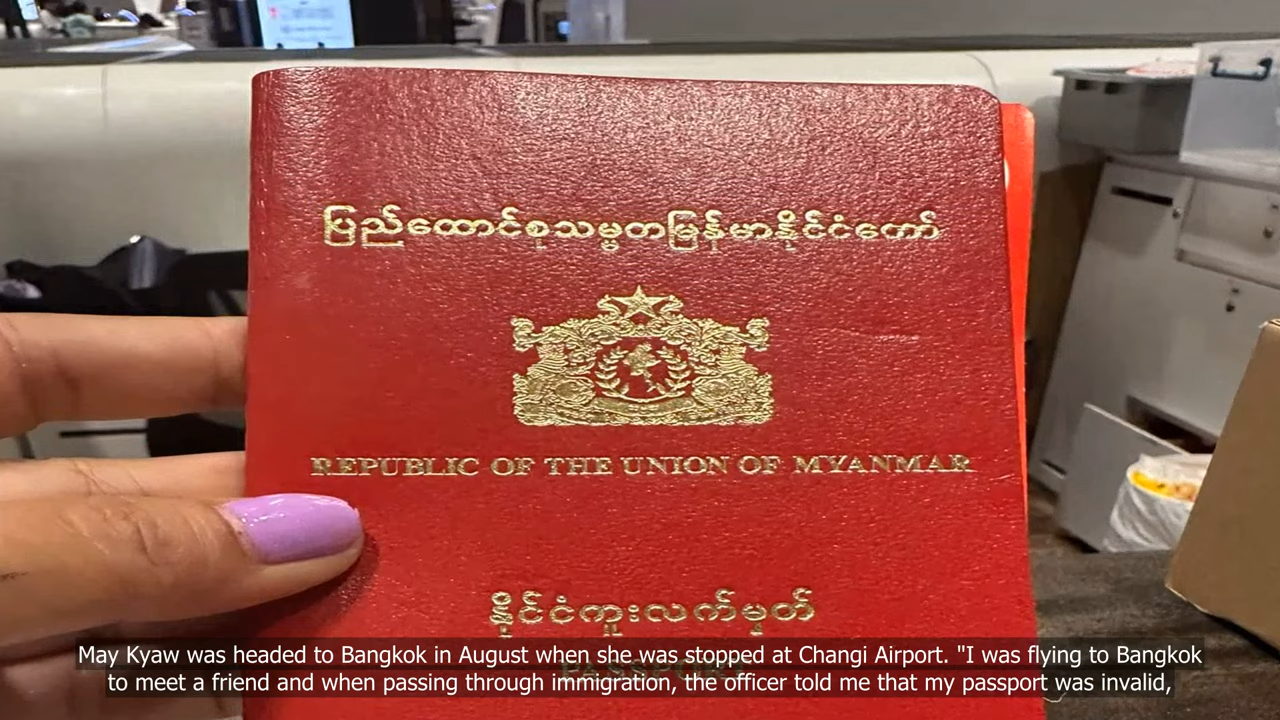 ပြည်ထောင်စုသမ္မတမြန်မာနိုင်ငံတော်
REPUBLIC OF THE UNION OF MYANMAR
နိုင်ငံကူးလက်မှတ်
May Kyaw was headed to Bangkok in August when she was stopped at Changi Airport. "I was flying to Bangkok
to meet a friend and when passing through immigration, the officer told me that my passport was invalid,